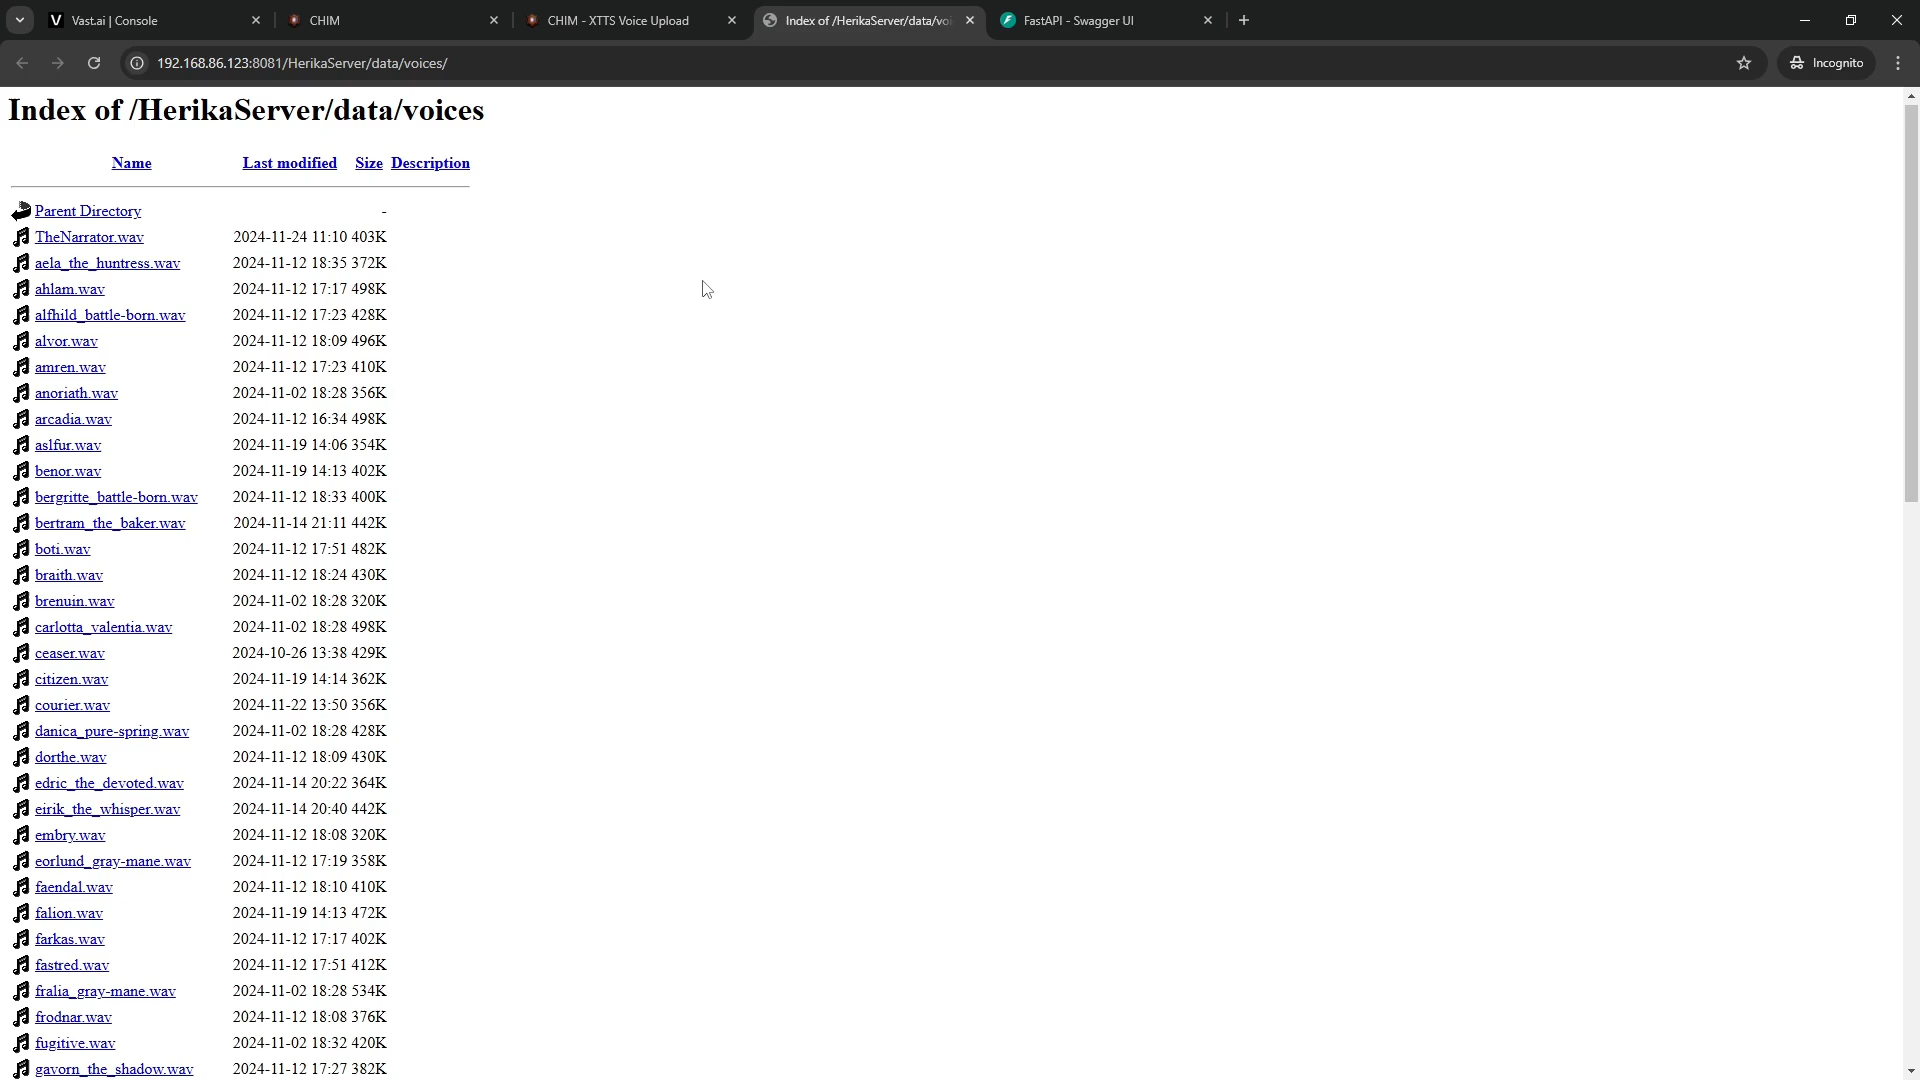 Vast.ai | Console
CHIM
CHIM - XTTS Voice Upload
Index of /HerikaServer/data/voi
FastAPI - Swagger UI
192.168.86.123:8081/HerikaServer/data/voices/
Incognito
Index of /HerikaServer/data/voices
Name Last modified Size Description
Parent Directory -
TheNarrator.wav 2024-11-24 11:10 403K
aela_the_huntress.wav 2024-11-12 18:35 372K
ahlam.wav 2024-11-12 17:17 498K
alfhild_battle-born.wav 2024-11-12 17:23 428K
alvor.wav 2024-11-12 18:09 496K
amren.wav 2024-11-12 17:23 410K
anoriath.wav 2024-11-02 18:28 356K
arcadia.wav 2024-11-12 16:34 498K
aslfur.wav 2024-11-19 14:06 354K
benor.wav 2024-11-19 14:13 402K
bergritte_battle-born.wav 2024-11-12 18:33 400K
bertram_the_baker.wav 2024-11-14 21:11 442K
boti.wav 2024-11-12 17:51 482K
braith.wav 2024-11-12 18:24 430K
brenuin.wav 2024-11-02 18:28 320K
carlotta_valentia.wav 2024-11-02 18:28 498K
ceaser.wav 2024-10-26 13:38 429K
citizen.wav 2024-11-19 14:14 362K
courier.wav 2024-11-22 13:50 356K
danica_pure-spring.wav 2024-11-02 18:28 428K
dorthe.wav 2024-11-12 18:09 430K
edric_the_devoted.wav 2024-11-14 20:22 364K
eirik_the_whisper.wav 2024-11-14 20:40 442K
embry.wav 2024-11-12 18:08 320K
eorlund_gray-mane.wav 2024-11-12 17:19 358K
faendal.wav 2024-11-12 18:10 410K
falion.wav 2024-11-19 14:13 472K
farkas.wav 2024-11-12 17:17 402K
fastred.wav 2024-11-12 17:51 412K
fralia_gray-mane.wav 2024-11-02 18:28 534K
frodnar.wav 2024-11-12 18:08 376K
fugitive.wav 2024-11-02 18:32 420K
gavorn_the_shadow.wav 2024-11-12 17:27 382K